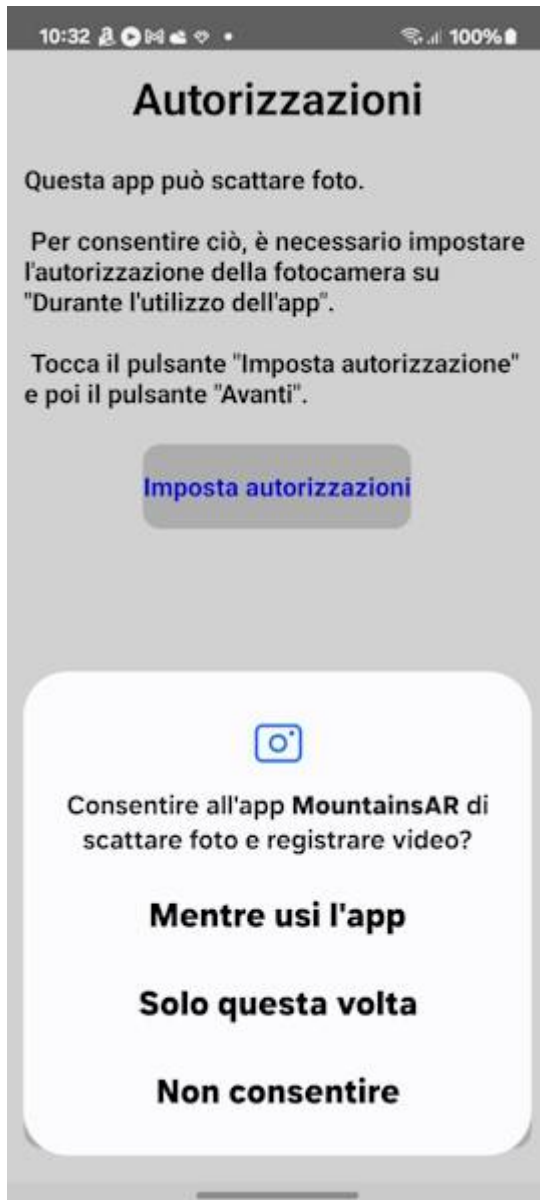 10:32
100%
Autorizzazioni
Questa app può scattare foto.
Per consentire ciò, è necessario impostare
l'autorizzazione della fotocamera su
"Durante l'utilizzo dell'app".
Tocca il pulsante "Imposta autorizzazione"
e poi il pulsante "Avanti".
Imposta autorizzazioni
Consentire all'app MountainsAR di
scattare foto e registrare video?
Mentre usi l'app
Solo questa volta
Non consentire